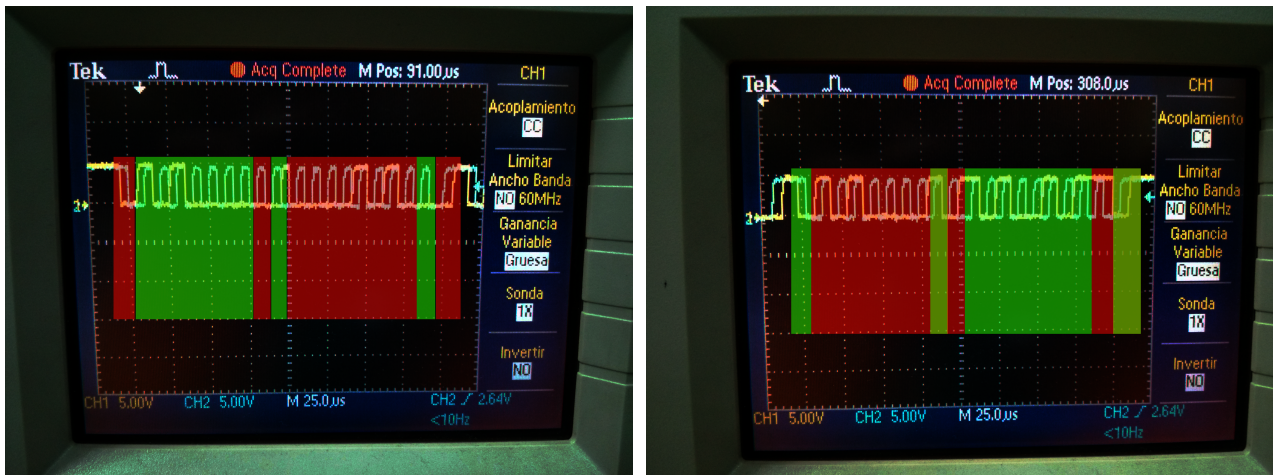 Tek Acq Complete M Pos: 91.00µs CH1
Acoplamiento
CC
Limitar
Ancho Banda
NO 60MHz
Ganancia
Variable
Gruesa
Sonda
1X
Invertir
NO
2
CH1 5.00V CH2 5.00V M 25.0µs CH2 2.64V
<10Hz
Tek Acq Complete M Pos: 308.0µs CH1
Acoplamiento
CC
Limitar
Ancho Banda
NO 60MHz
Ganancia
Variable
Gruesa
Sonda
1X
Invertir
NO
2
CH1 5.00V CH2 5.00V M 25.0µs CH2 2.64V
<10Hz